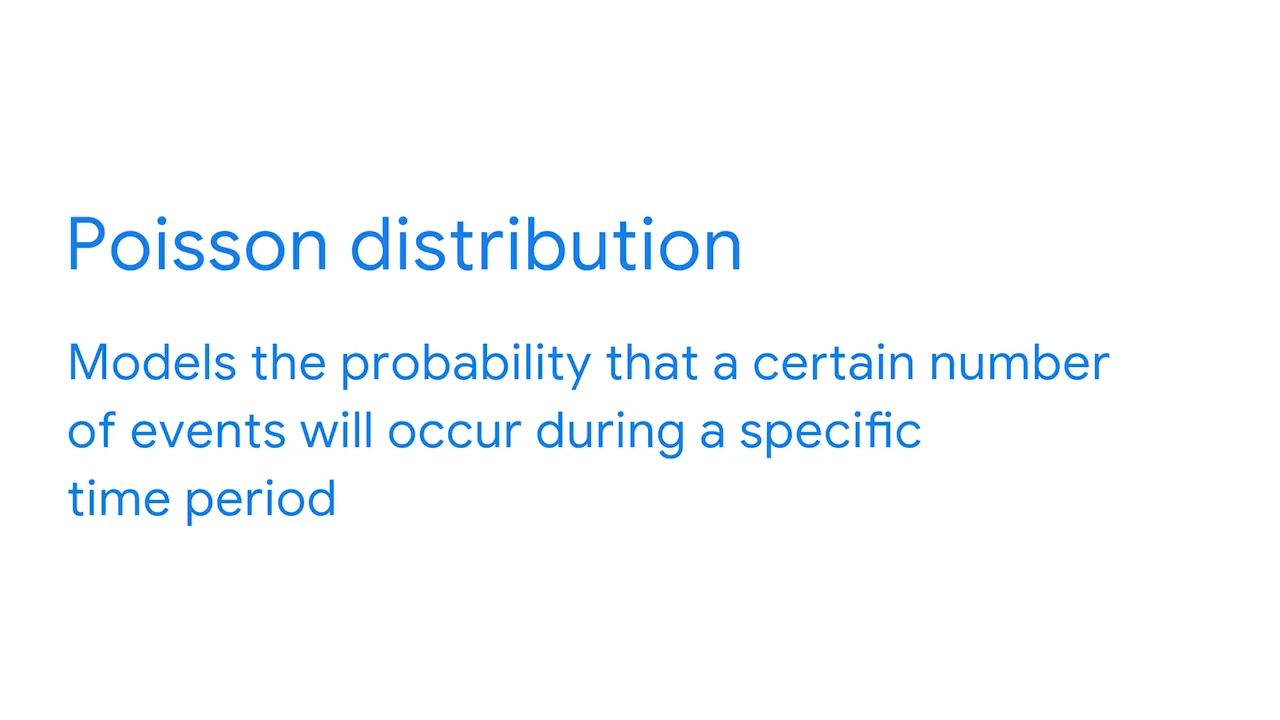 Poisson distribution
Models the probability that a certain number
of events will occur during a specific
time period